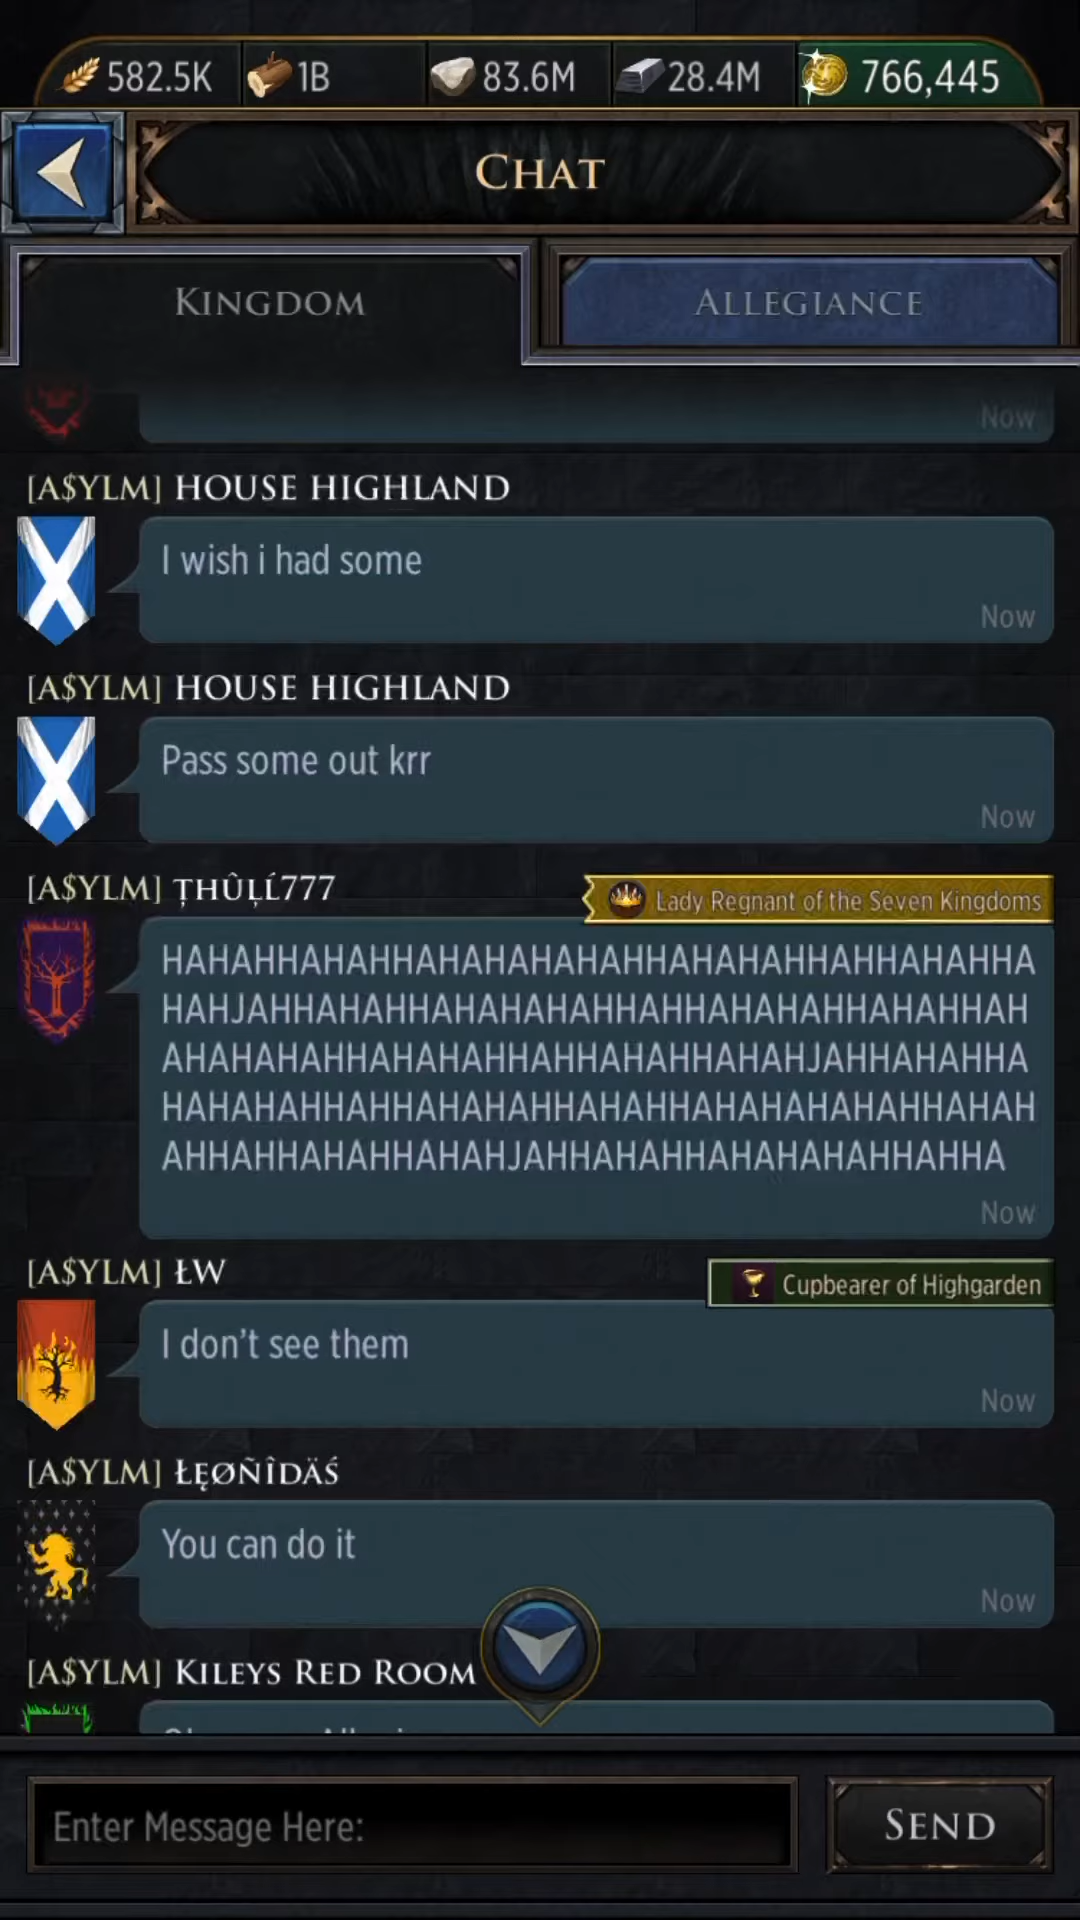 582.5K 1B 83.6M 28.4M 766,445
CHAT
KINGDOM ALLEGIANCE
Now
[A$YLM] HOUSE HIGHLAND
I wish i had some
Now
[A$YLM] HOUSE HIGHLAND
Pass some out krr
Now
[A$YLM] ȚHÛĻÍ777 Lady Regnant of the Seven Kingdoms
HAHAHHAHAHHAHAHAHAHAHHAHAHAHHAHHAHAHHA
HAHJAHHAHAHHAHAHAHAHHAHHAHAHAHHAHAHHAH
AHAHAHAHHAHAHAHHAHHAHAHHAHAHJAHHAHAHHA
HAHAHAHHAHHAHAHAHHAHAHHAHAHAHAHAHHAHAH
AHHAHHAHAHHAHAHJAHHAHAHHAHAHAHAHHAHHA
Now
[A$YLM] ŁW Cupbearer of Highgarden
I don't see them
Now
[A$YLM] ŁĘØÑÎDÄŚ
You can do it
Now
[A$YLM] KILEYS RED ROOM
Enter Message Here: SEND